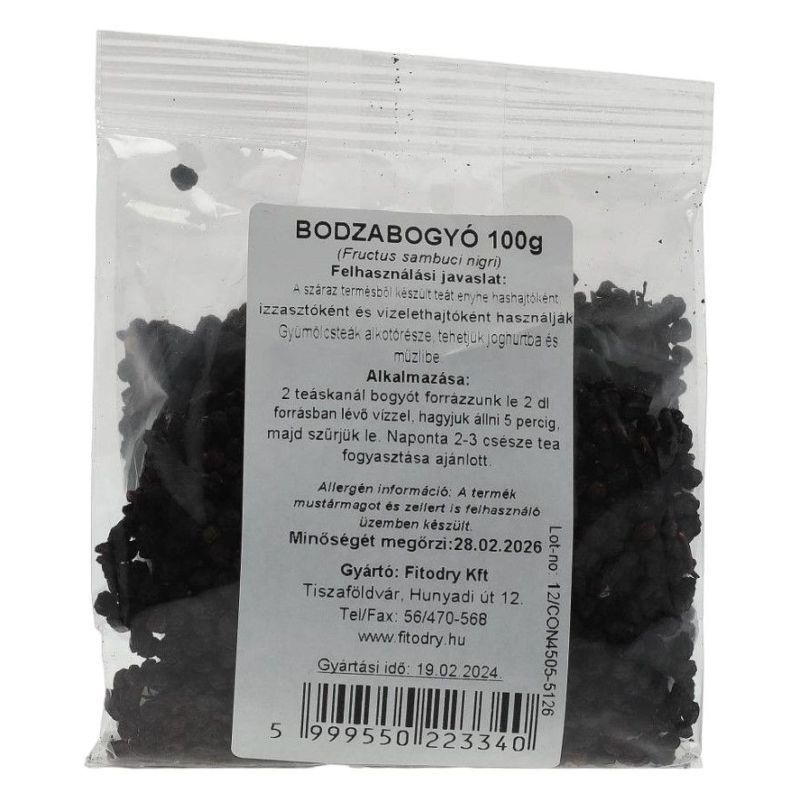 BODZABOGYÓ 100g
(Fructus sambuci nigri)
Felhasználási javaslat:
A száraz termésből készült teát enyhe hashajtóként,
izzasztóként és vizelethajtóként használják
Gyümölcsteák alkotórésze, tehetjük joghurtba és
müzlibe.
Alkalmazása:
2 teáskanál bogyót forrázzunk le 2 dl
forrásban lévő vízzel, hagyjuk állni 5 percig,
majd szűrjük le. Naponta 2-3 csésze tea
fogyasztása ajánlott.
Allergén információ: A termék
mustármagot és zellert is felhasználó
üzemben készült.
Minőségét megőrzi:28.02.2026
Gyártó: Fitodry Kft
Tiszaföldvár, Hunyadi út 12.
Tel/Fax: 56/470-568
www.fitodry.hu
Gyártási idő: 19.02.2024.
5 999550 223340
Lot-no: 12/CON4505-5126